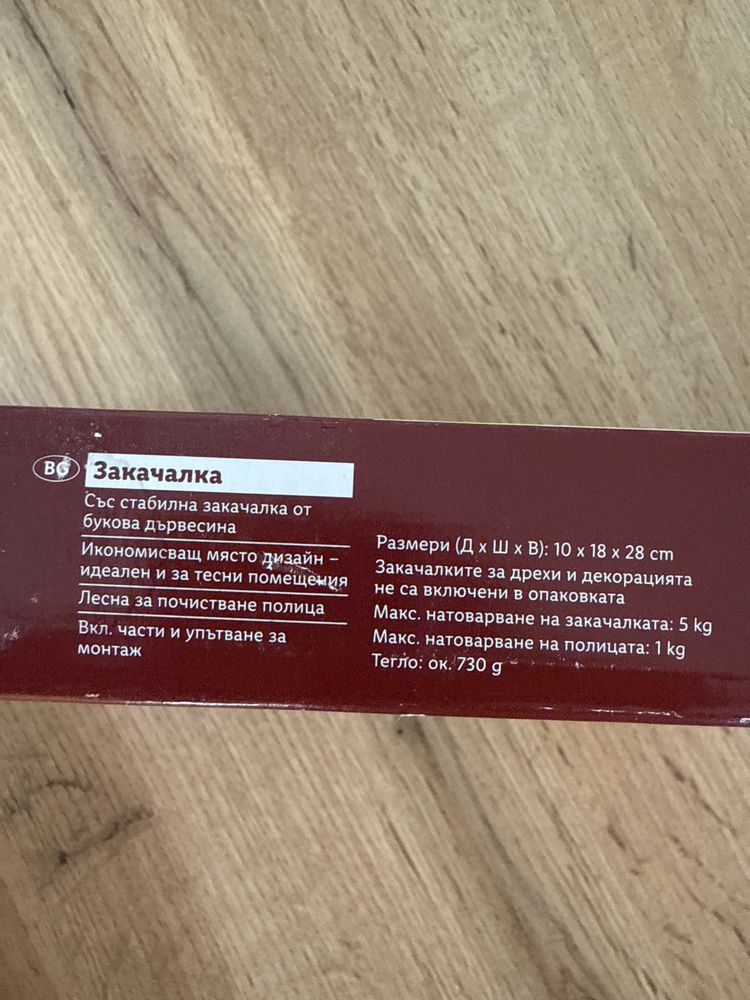 BG
Закачалка
Със стабилна закачалка от
букова дървесина
Икономисващ място дизайн –
идеален и за тесни помещения
Лесна за почистване полица
Вкл. части и упътване за
монтаж
Размери (Д x Ш x В): 10 x 18 x 28 cm
Закачалките за дрехи и декорацията
не са включени в опаковката
Макс. натоварване на закачалката: 5 kg
Макс. натоварване на полицата: 1 kg
Тегло: ок. 730 g